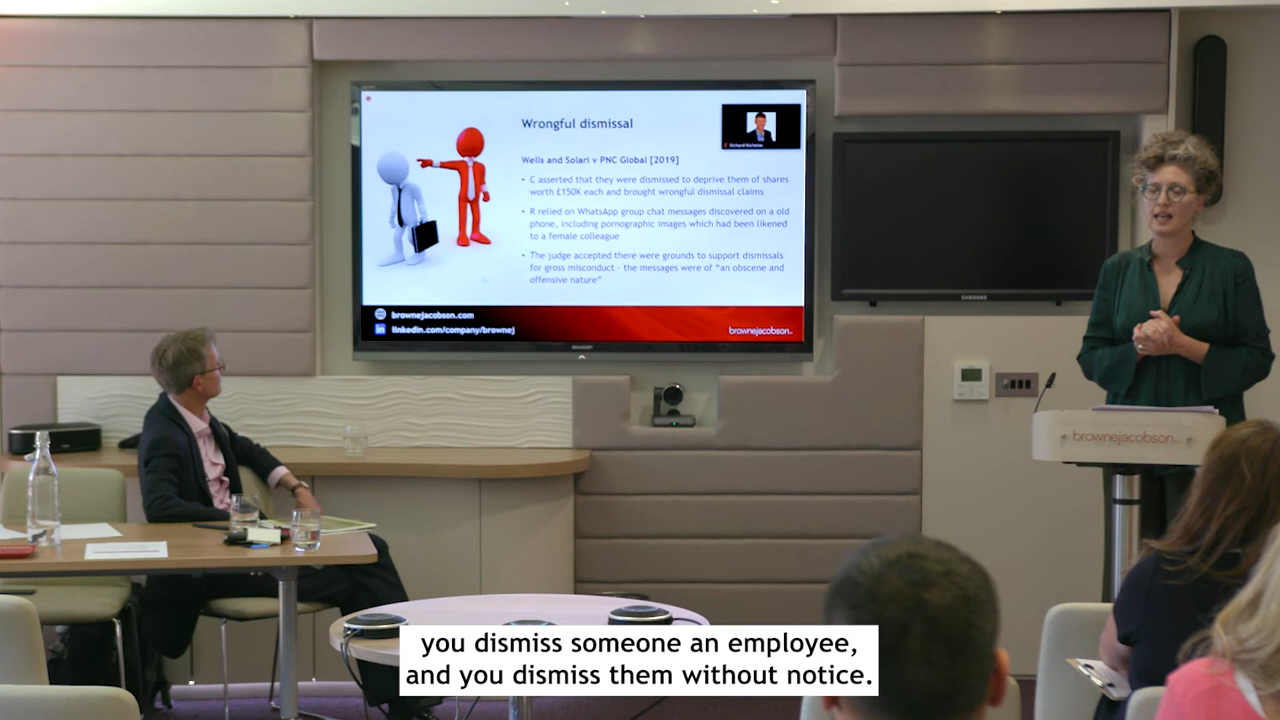 Wrongful dismissal
Richard Nicholas
Wells and Solari v PNC Global [2019]
• C asserted that they were dismissed to deprive them of shares
worth £150K each and brought wrongful dismissal claims
• R relied on WhatsApp group chat messages discovered on a old
phone, including pornographic images which had been likened
to a female colleague
• The judge accepted there were grounds to support dismissals
for gross misconduct – the messages were of “an obscene and
offensive nature”
brownejacobson.com
in linkedin.com/company/brownej
brownejacobson
SHARP
SAMSUNG
brownejacobson
you dismiss someone an employee,
and you dismiss them without notice.